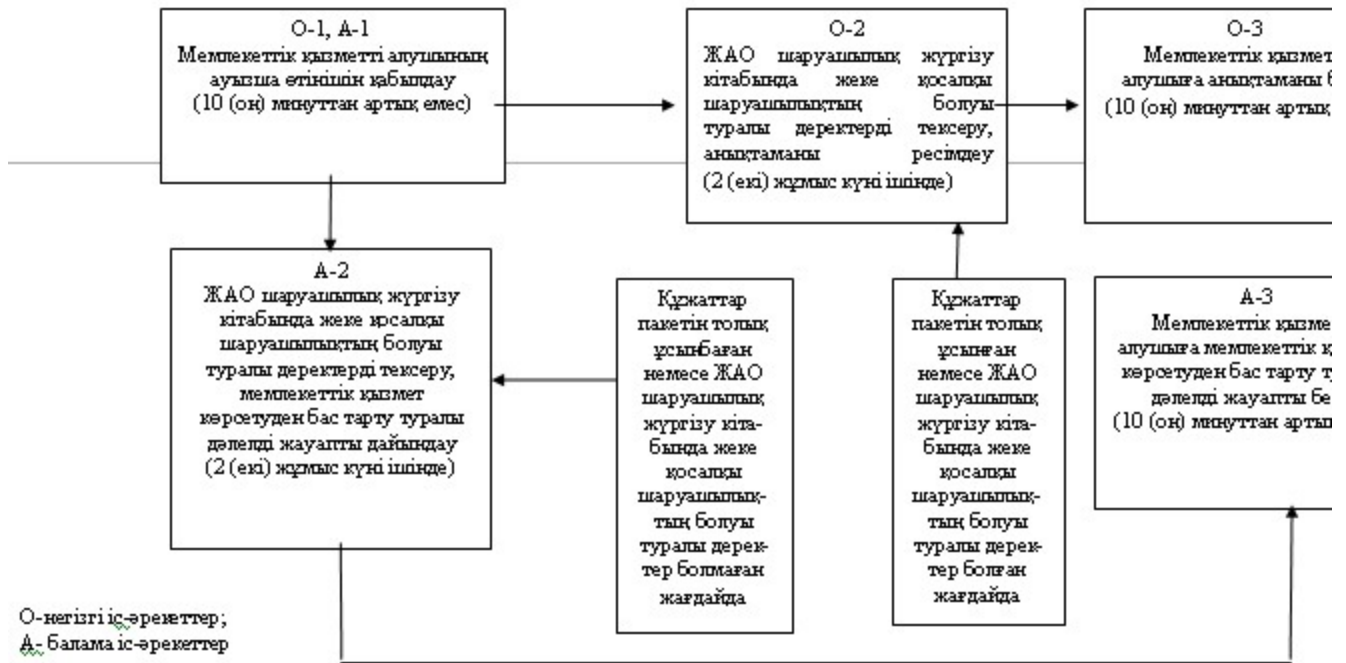 О-1, А-1
Мемлекеттік қызметті алушының
ауызша өтінішін қабылдау
(10 (он) минуттан артық емес)
О-2
ЖАО шаруашылық жүргізу
кітабында жеке қосалқы
шаруашылықтың болуы
туралы деректерді тексеру,
анықтаманы ресімдеу
(2 (екі) жұмыс күні ішінде)
О-3
Мемлекеттік қызмет
алушыға анықтаманы
(10 (он) минуттан артық
А-2
ЖАО шаруашылық жүргізу
кітабында жеке қосалқы
шаруашылықтың болуы
туралы деректерді тексеру,
мемлекеттік қызмет
көрсетуден бас тарту туралы
дәлелді жауапты дайындау
(2 (екі) жұмыс күні ішінде)
Құжаттар
пакетін толық
ұсынбаған
немесе ЖАО
шаруашылық
жүргізу кіта-
бында жеке
қосалқы
шаруашылық-
тың болуы
туралы дерек-
тер болмаған
жағдайда
Құжаттар
пакетін толық
ұсынған
немесе ЖАО
шаруашылық
жүргізу кіта-
бында жеке
қосалқы
шаруашылық-
тың болуы
туралы дерек-
тер болған
жағдайда
А-3
Мемлекеттік
алушыға мемлекеттік
көрсетуден бас тарту
дәлелді жауапты
(10 (он) минуттан
О-негізгі іс-әрекеттер;
А- балама іс-әрекеттер